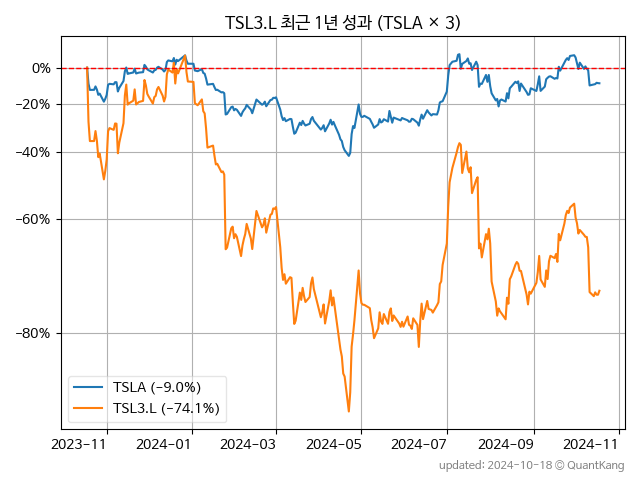 TSL3.L 최근 1년 성과 (TSLA × 3)
0%
−20%
−40%
−60%
−80%
TSLA (−9.0%)
TSL3.L (−74.1%)
2023−11 2024−01 2024−03 2024−05 2024−07 2024−09 2024−11
updated: 2024-10-18 © QuantKang